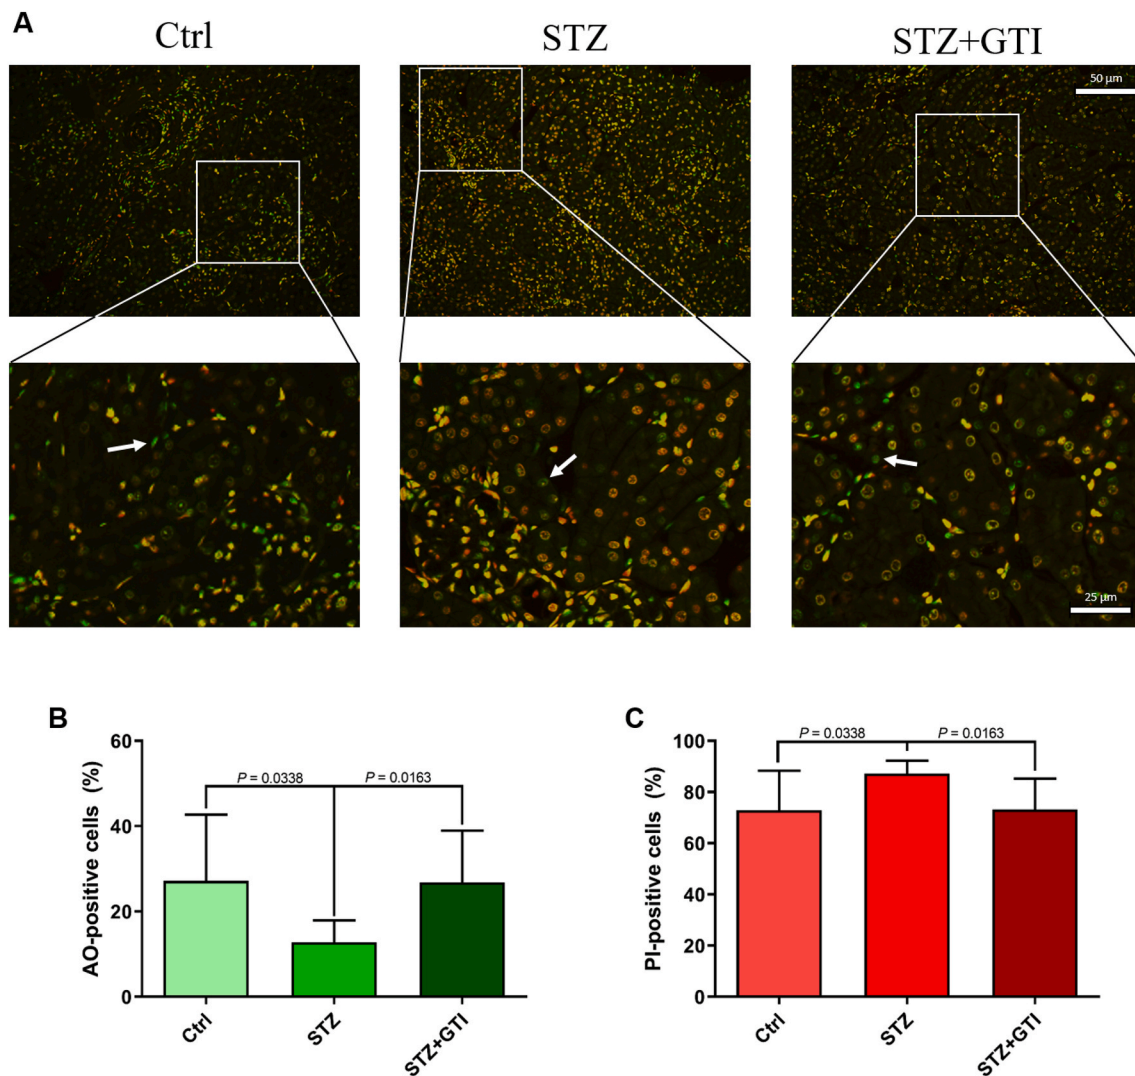 A
Ctrl STZ STZ+GTI
50 µm
25 µm
B
60
40
20
0
AO-positive cells (%)
P = 0.0338 P = 0.0163
Ctrl
STZ
STZ+GTI
C
100
80
60
40
20
0
PI-positive cells (%)
P = 0.0338 P = 0.0163
Ctrl
STZ
STZ+GTI